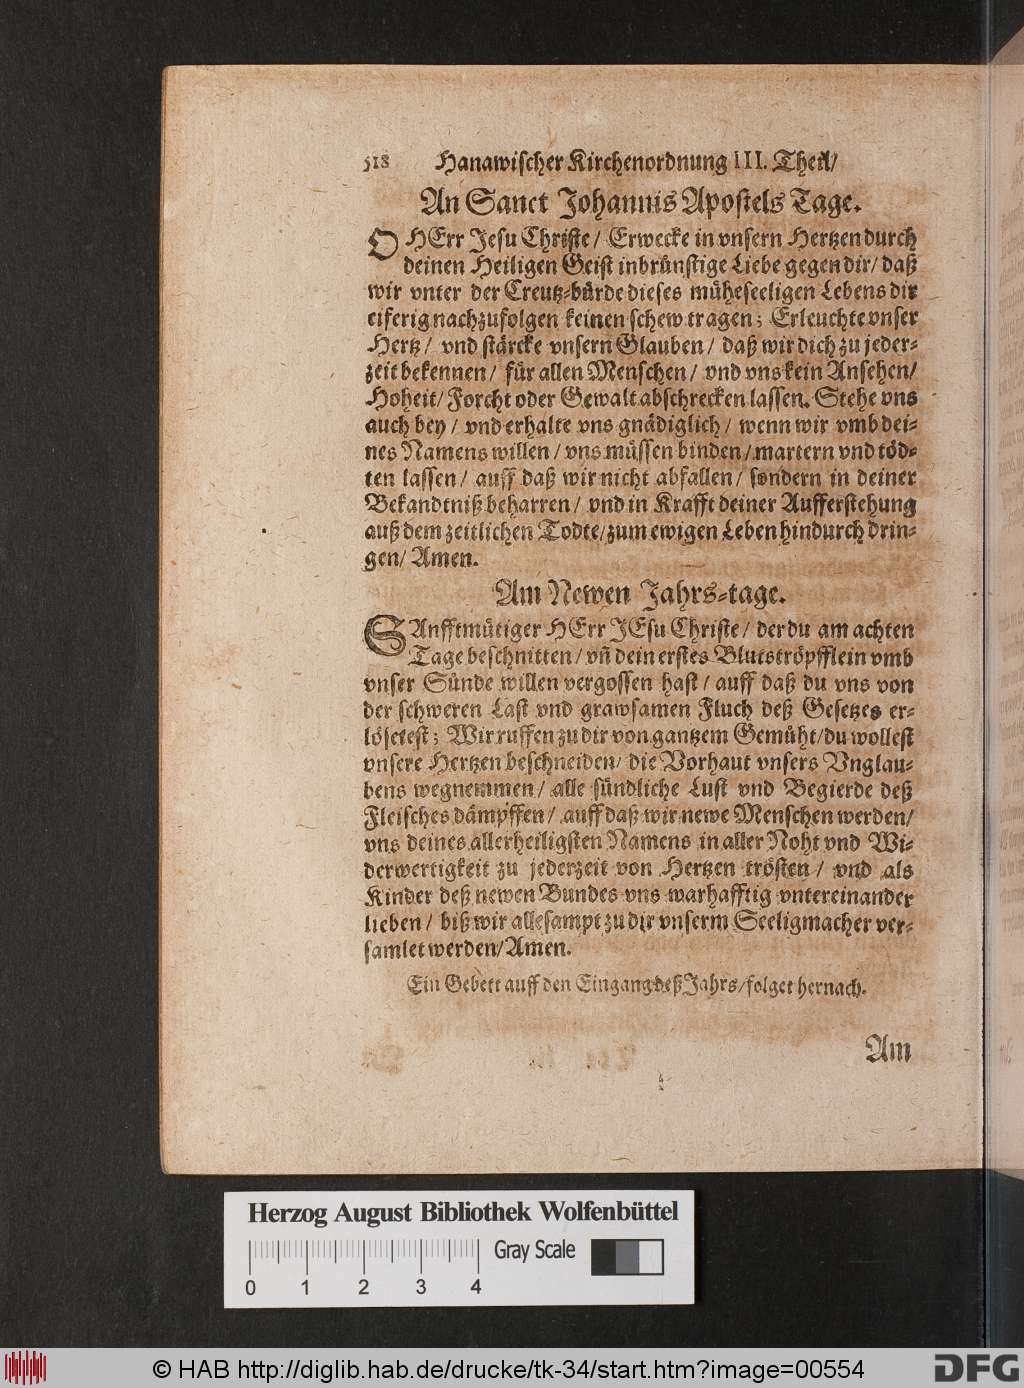 518 Hanawischer Kirchenordnung III. Theil/
An Sanct Johannis Apostels Tage.
O HErr Jesu Christe / Erwecke in vnsern Hertzen durch
deinen Heiligen Geist inbrünstige Liebe gegen dir / daß
wir vnter der Creutz-bürde dieses müheseeligen Lebens dir
eiferig nachzufolgen keinen schew tragen; Erleuchte vnser
Hertz / vnd stärcke vnsern Glauben / daß wir dich zu jeder-
zeit bekennen / für allen Menschen / vnd vns kein Ansehen /
Hoheit / Forcht oder Gewalt abschrecken lassen. Stehe vns
auch bey / vnd erhalte vns gnädiglich / wenn wir vmb dei-
nes Namens willen / vns müssen binden / martern vnd töd-
ten lassen / auff daß wir nicht abfallen / sondern in deiner
Bekandtniß beharren / vnd in Krafft deiner Aufferstehung
auß dem zeitlichen Todte / zum ewigen Leben hindurch drin-
gen / Amen.
Am Newen Jahrs-tage.
SAnfftmütiger HErr JEsu Christe / der du am achten
Tage beschnitten / vñ dein erstes Blutströpfflein vmb
vnser Sünde willen vergossen hast / auff daß du vns von
der schweren Last vnd grawsamen Fluch deß Gesetzes er-
lösetest; Wir ruffen zu dir von gantzem Gemüht / du wollest
vnsere Hertzen beschneiden / die Vorhaut vnsers Vnglau-
bens wegnemmen / alle sündliche Lust vnd Begierde deß
Fleisches dämpffen / auff daß wir newe Menschen werden /
vns deines allerheiligsten Namens in aller Noht vnd Wi-
derwertigkeit zu jederzeit von Hertzen trösten / vnd als
Kinder deß newen Bundes vns warhafftig vntereinander
lieben / biß wir allesampt zu dir vnserm Seeligmacher ver-
samlet werden / Amen.
Ein Gebett auff den Eingang deß Jahrs / folget hernach.
Am
Herzog August Bibliothek Wolfenbüttel
Gray Scale
0 1 2 3 4
© HAB http://diglib.hab.de/drucke/tk-34/start.htm?image=00554
DFG